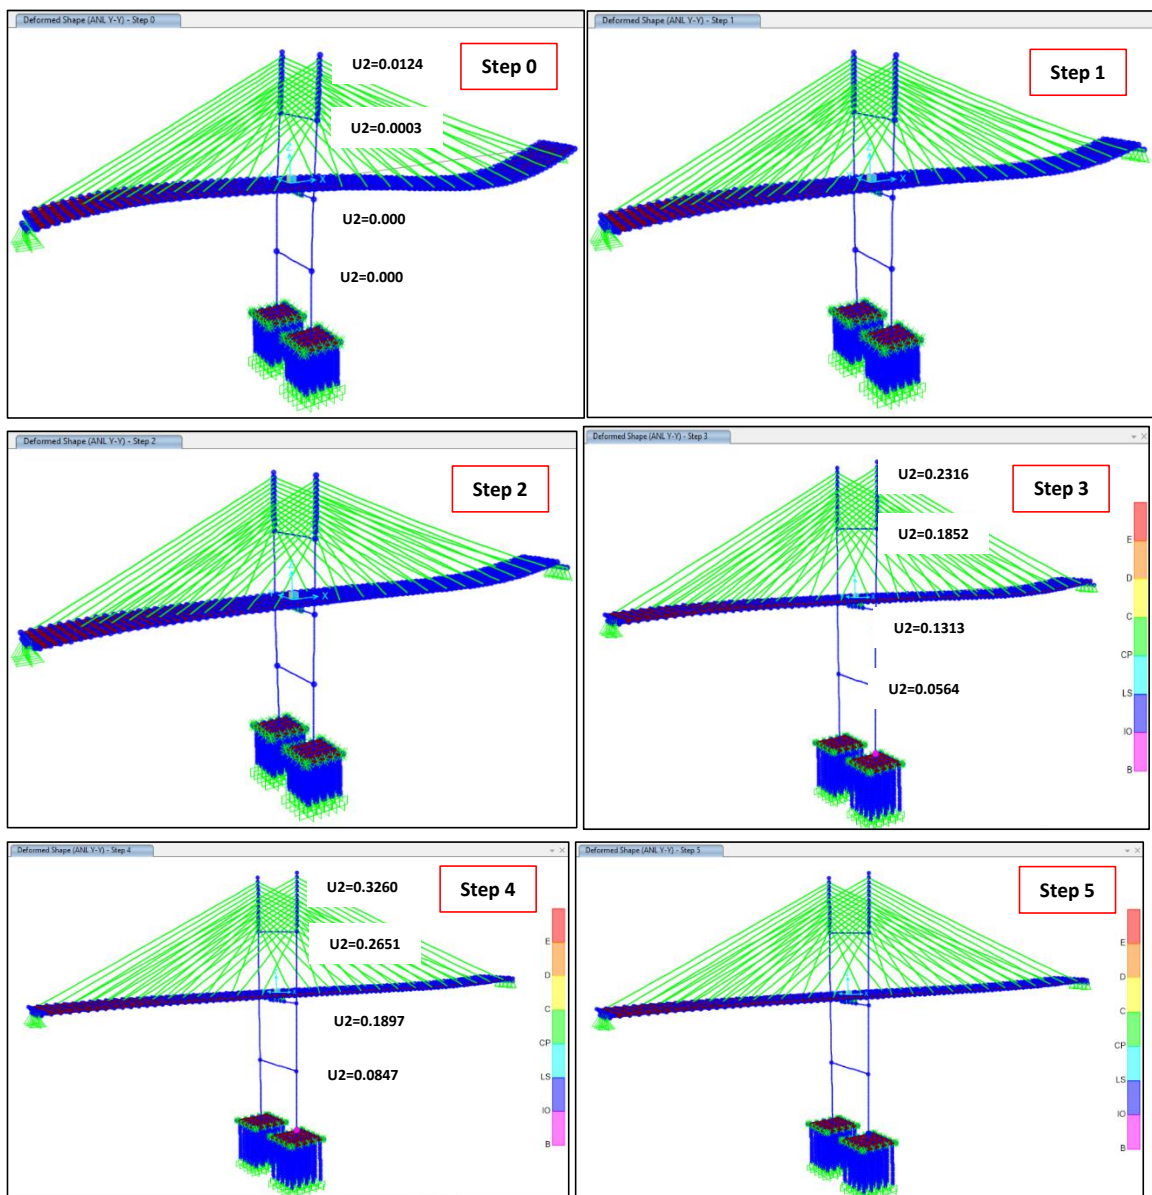 Deformed Shape (ANL Y-Y) - Step 0
Step 0
U2=0.0124
U2=0.0003
X
U2=0.000
U2=0.000
Deformed Shape (ANL Y-Y) - Step 1
Step 1
X
Deformed Shape (ANL Y-Y) - Step 2
Step 2
X
Deformed Shape (ANL Y-Y) - Step 3
Step 3
U2=0.2316
U2=0.1852
U2=0.1313
U2=0.0564
E
D
C
CP
LS
IO
B
Deformed Shape (ANL Y-Y) - Step 4
Step 4
U2=0.3260
U2=0.2651
U2=0.1897
U2=0.0847
E
D
C
CP
LS
IO
B
Deformed Shape (ANL Y-Y) - Step 5
Step 5
E
D
C
CP
LS
IO
B